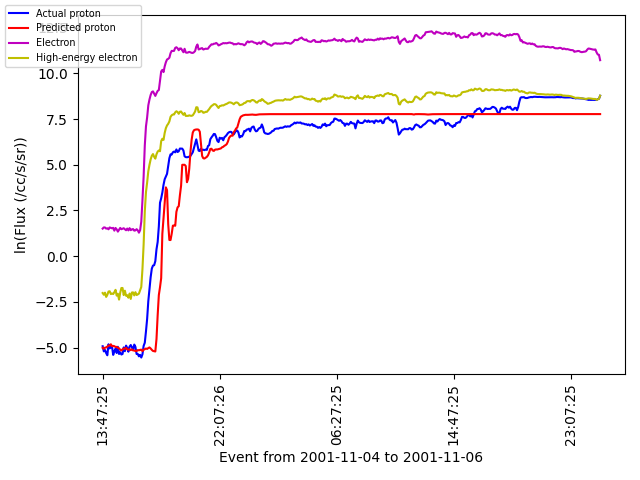 Actual proton
Predicted proton
Electron
High-energy electron
10.0
7.5
5.0
2.5
0.0
−2.5
−5.0
ln(Flux (/cc/s/sr))
13:47:25
22:07:26
06:27:25
14:47:25
23:07:25
Event from 2001-11-04 to 2001-11-06